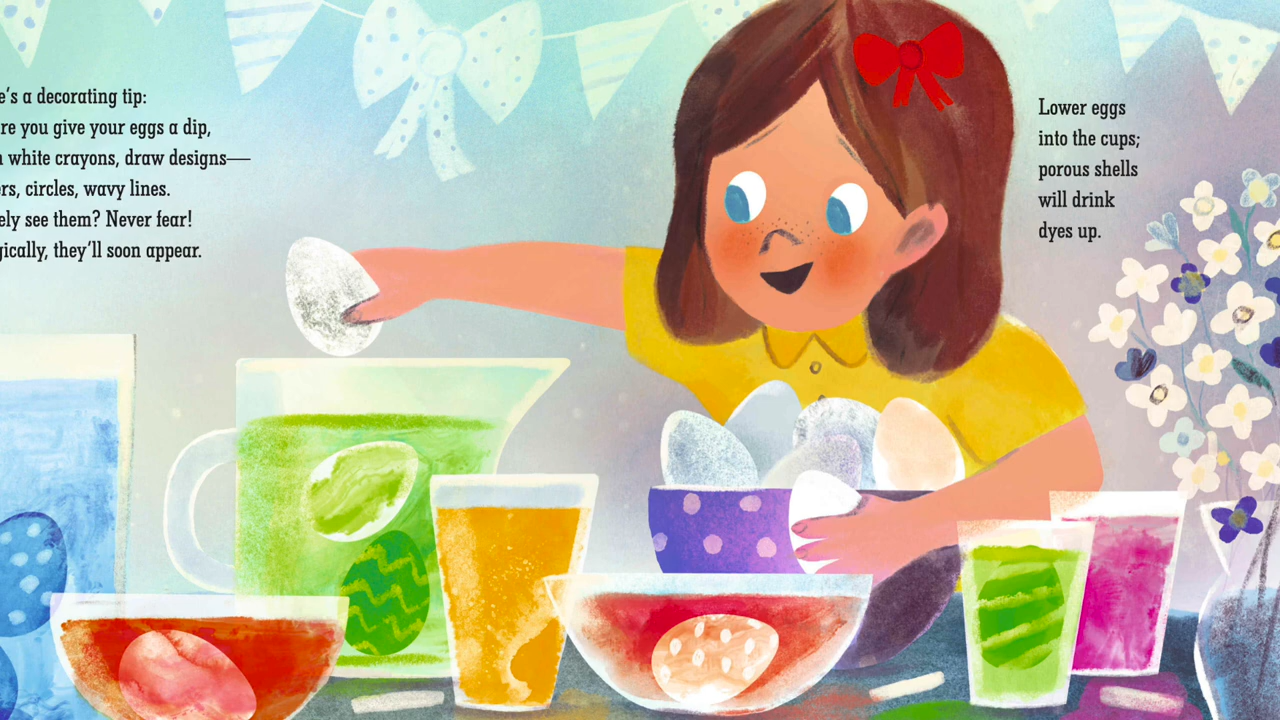 e's a decorating tip:
re you give your eggs a dip,
white crayons, draw designs—
ers, circles, wavy lines.
ely see them? Never fear!
gically, they'll soon appear.
Lower eggs
into the cups;
porous shells
will drink
dyes up.